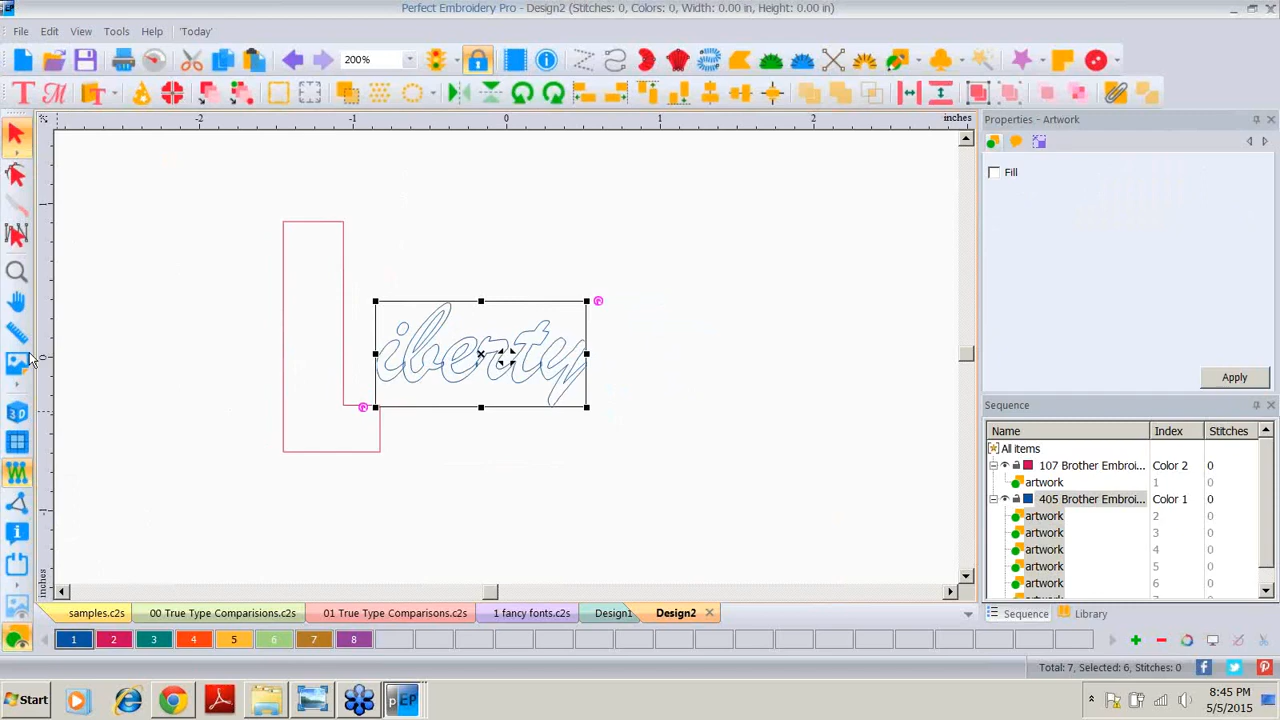 Perfect Embroidery Pro - Design2 (Stitches: 0, Colors: 0, Width: 0.00 in, Height: 0.00 in)
File Edit View Tools Help 'Today'
200%
-2 -1 0 1 2 inches
Properties - Artwork
Fill
L
iberty
Apply
Sequence
Name Index Stitches
All items
107 Brother Embroi... Color 2 0
artwork 1 0
405 Brother Embroi... Color 1 0
artwork 2 0
artwork 3 0
artwork 4 0
artwork 5 0
artwork 6 0
inches
samples.c2s 00 True Type Comparisions.c2s 01 True Type Comparisons.c2s 1 fancy fonts.c2s Design1 Design2
Sequence Library
1 2 3 4 5 6 7 8
Total: 7, Selected: 6, Stitches: 0
Start
pEP
8:45 PM
5/5/2015